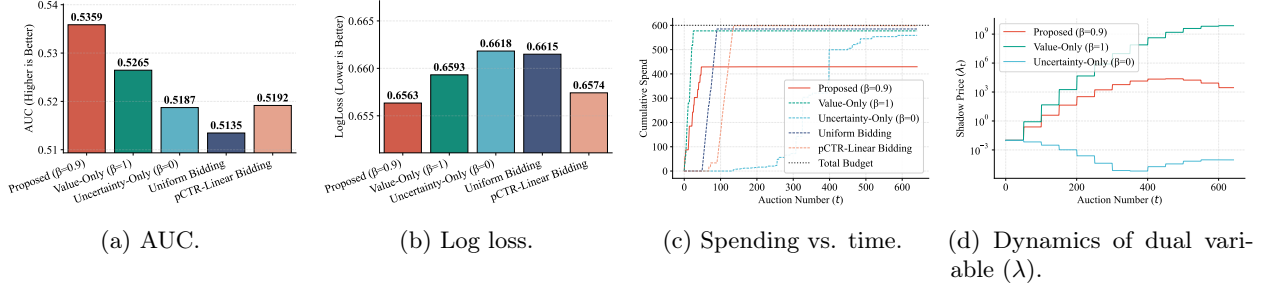 0.54
0.53
0.52
0.51
AUC (Higher is Better)
0.5359
0.5265
0.5187
0.5135
0.5192
Proposed (β=0.9)
Value-Only (β=1)
Uncertainty-Only (β=0)
Uniform Bidding
pCTR-Linear Bidding
(a) AUC.
0.665
0.660
0.655
LogLoss (Lower is Better)
0.6563
0.6593
0.6618
0.6615
0.6574
Proposed (β=0.9)
Value-Only (β=1)
Uncertainty-Only (β=0)
Uniform Bidding
pCTR-Linear Bidding
(b) Log loss.
600
500
400
300
200
100
0
Cumulative Spend
Proposed (β=0.9)
Value-Only (β=1)
Uncertainty-Only (β=0)
Uniform Bidding
pCTR-Linear Bidding
Total Budget
0 100 200 300 400 500 600
Auction Number (t)
(c) Spending vs. time.
10⁹
10⁶
10³
10⁰
10⁻³
Shadow Price (λt)
Proposed (β=0.9)
Value-Only (β=1)
Uncertainty-Only (β=0)
0 200 400 600
Auction Number (t)
(d) Dynamics of dual vari-
able (λ).